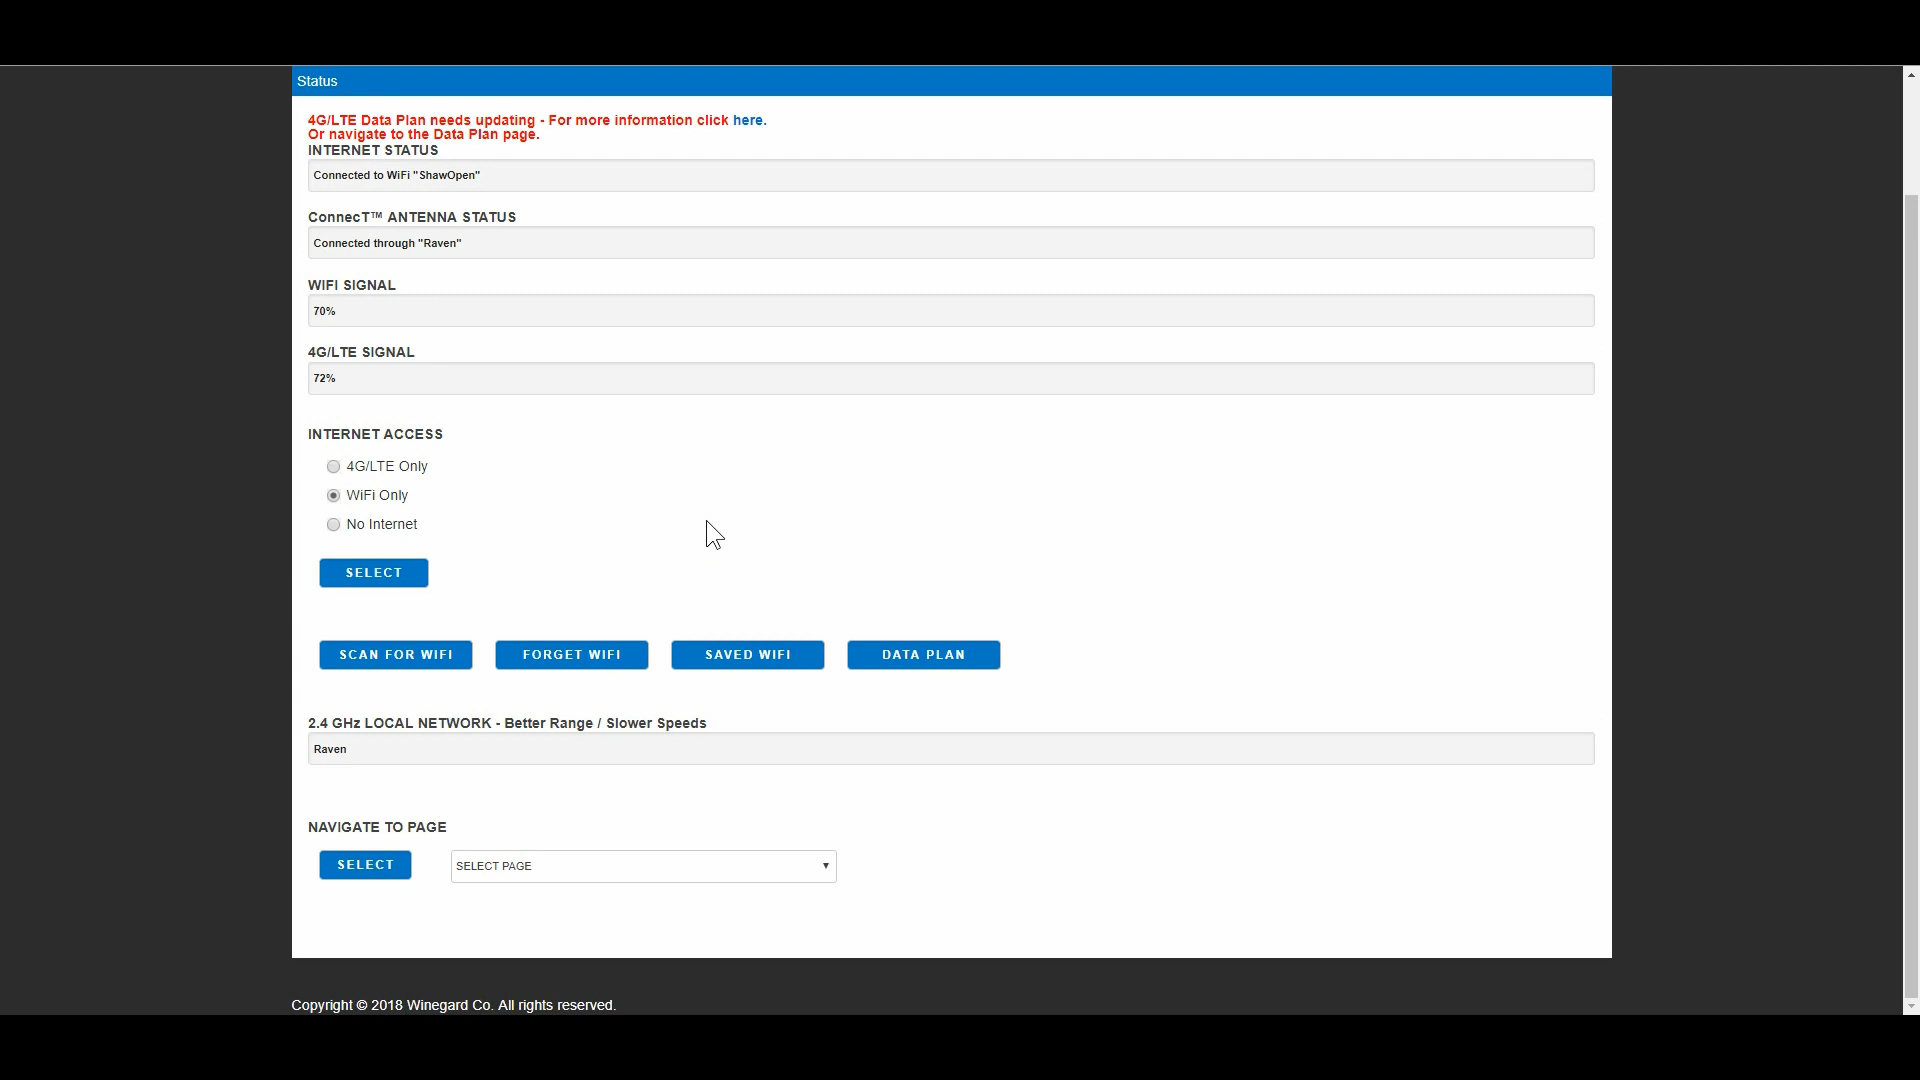 Status
4G/LTE Data Plan needs updating - For more information click here.
Or navigate to the Data Plan page.
INTERNET STATUS
Connected to WiFi "ShawOpen"
ConnecT™ ANTENNA STATUS
Connected through "Raven"
WIFI SIGNAL
70%
4G/LTE SIGNAL
72%
INTERNET ACCESS
4G/LTE Only
WiFi Only
No Internet
SELECT
SCAN FOR WIFI FORGET WIFI SAVED WIFI DATA PLAN
2.4 GHz LOCAL NETWORK - Better Range / Slower Speeds
Raven
NAVIGATE TO PAGE
SELECT SELECT PAGE
Copyright © 2018 Winegard Co. All rights reserved.